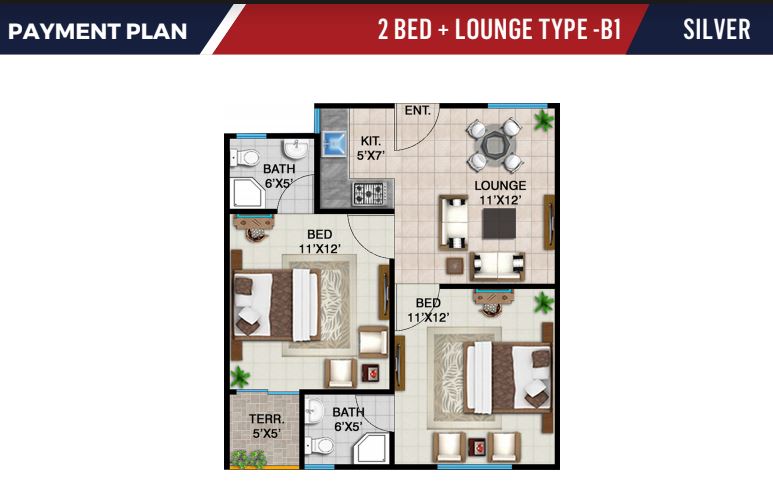 PAYMENT PLAN
2 BED + LOUNGE TYPE -B1
SILVER
ENT.
KIT.
5'X7'
BATH
6'X5'
LOUNGE
11'X12'
BED
11'X12'
BED
11'X12'
TERR.
5'X5'
BATH
6'X5'